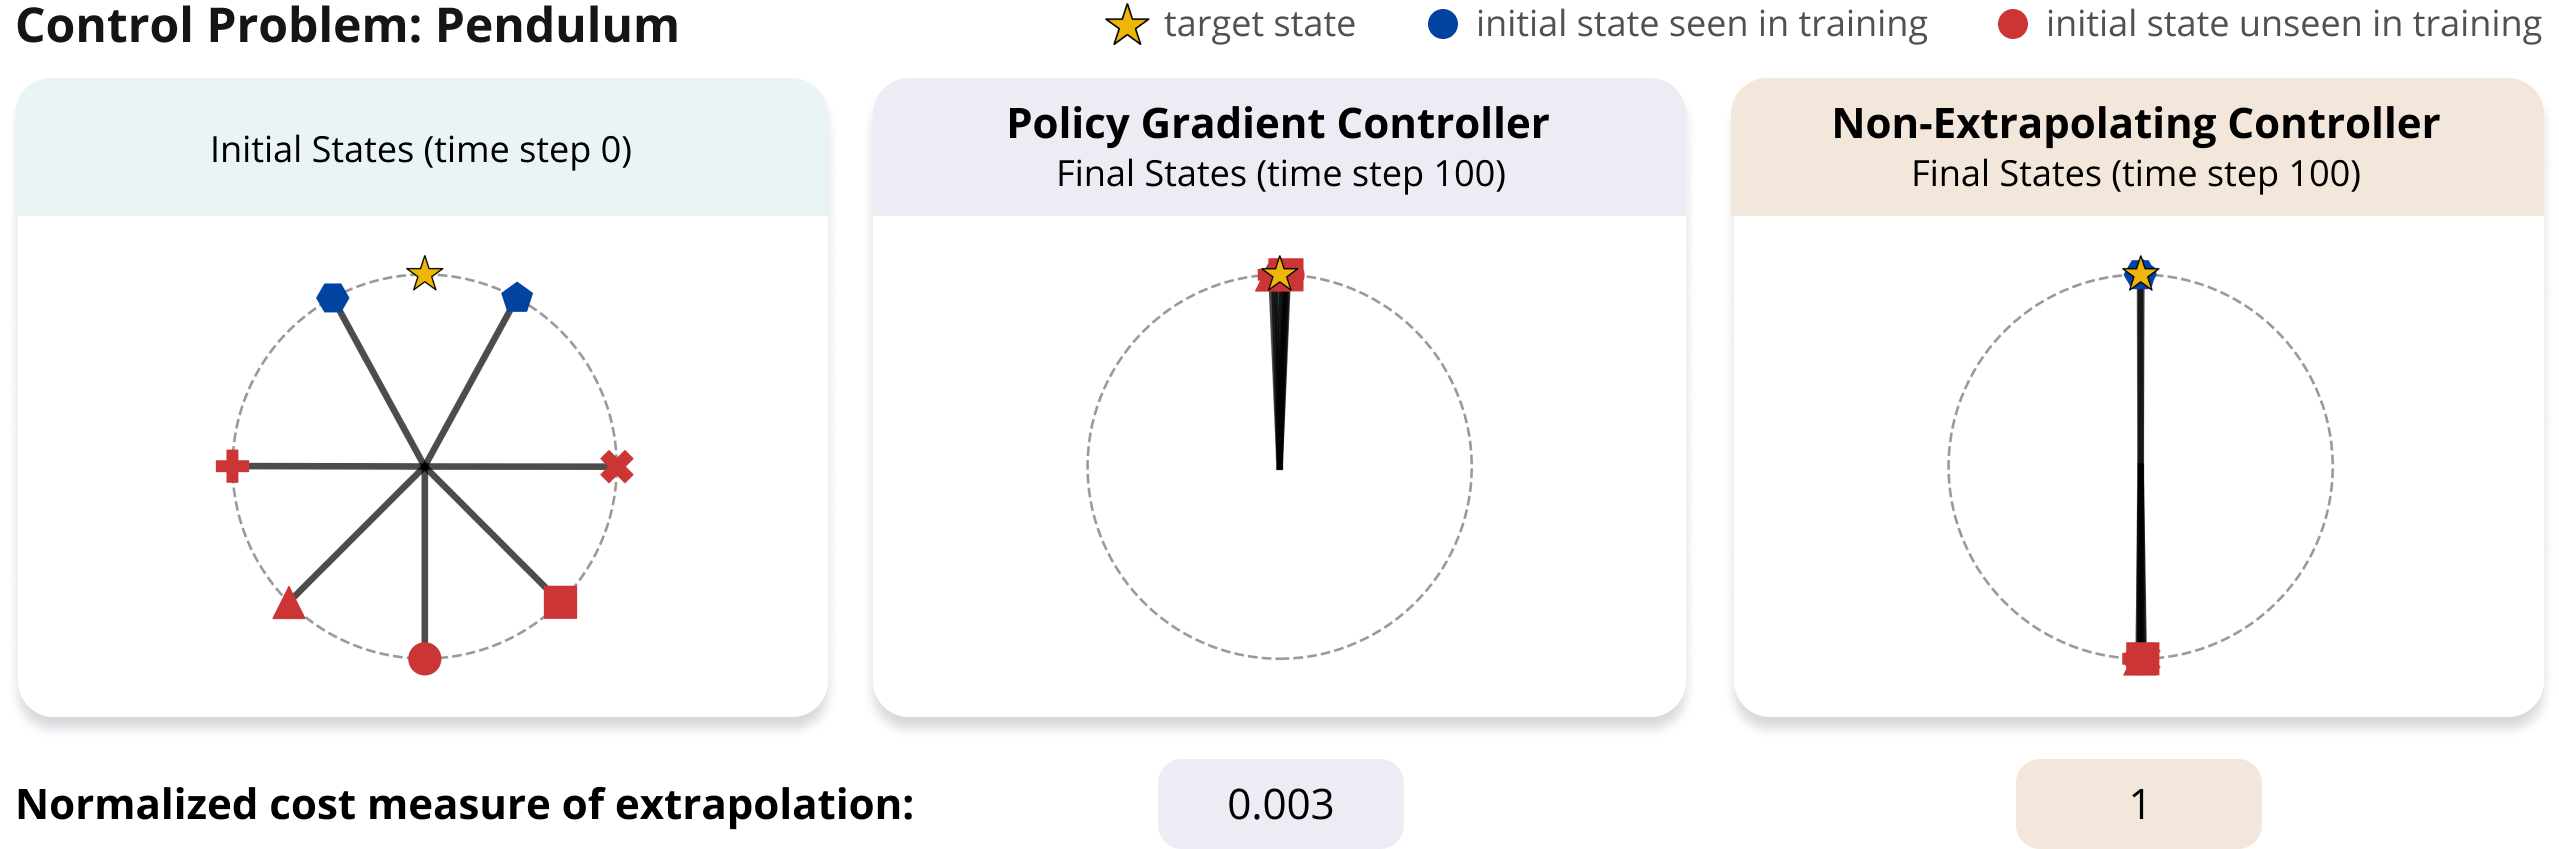 Control Problem: Pendulum
target state
initial state seen in training
initial state unseen in training
Initial States (time step 0)
Policy Gradient Controller
Final States (time step 100)
Non-Extrapolating Controller
Final States (time step 100)
Normalized cost measure of extrapolation:
0.003
1